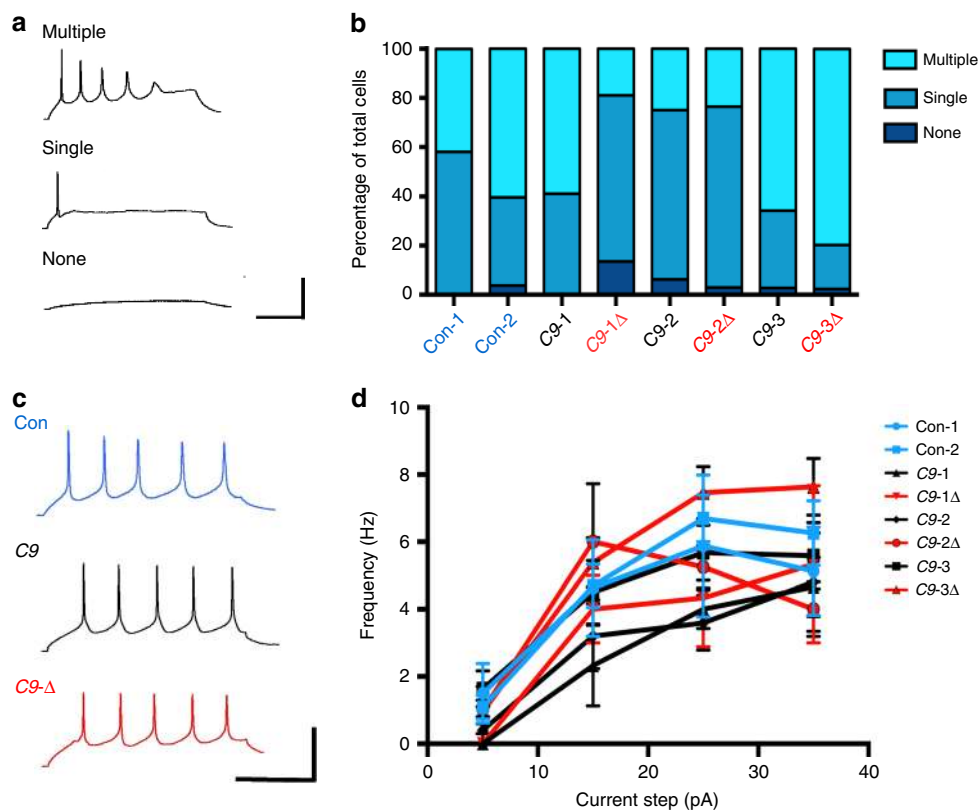 a
Multiple
Single
None
b
100
80
60
40
20
0
Percentage of total cells
Multiple
Single
None
Con-1
Con-2
C9-1
C9-1Δ
C9-2
C9-2Δ
C9-3
C9-3Δ
c
Con
C9
C9-Δ
d
10
8
6
4
2
0
Frequency (Hz)
0 10 20 30 40
Current step (pA)
Con-1
Con-2
C9-1
C9-1Δ
C9-2
C9-2Δ
C9-3
C9-3Δ